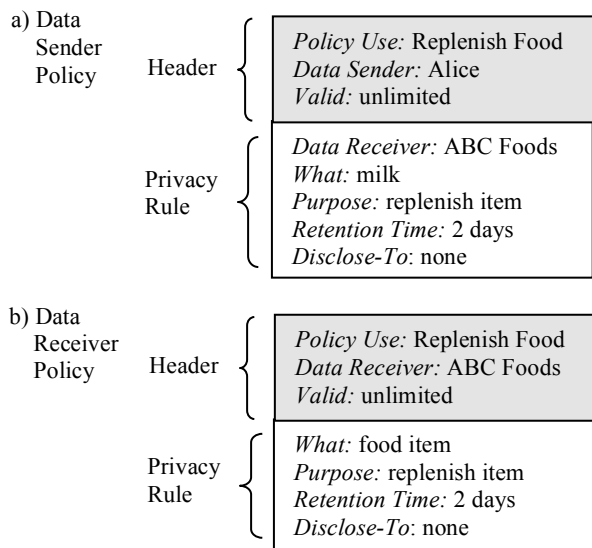 a) Data
Sender
Policy
Header
Policy Use: Replenish Food
Data Sender: Alice
Valid: unlimited
Privacy
Rule
Data Receiver: ABC Foods
What: milk
Purpose: replenish item
Retention Time: 2 days
Disclose-To: none
b) Data
Receiver
Policy
Header
Policy Use: Replenish Food
Data Receiver: ABC Foods
Valid: unlimited
Privacy
Rule
What: food item
Purpose: replenish item
Retention Time: 2 days
Disclose-To: none